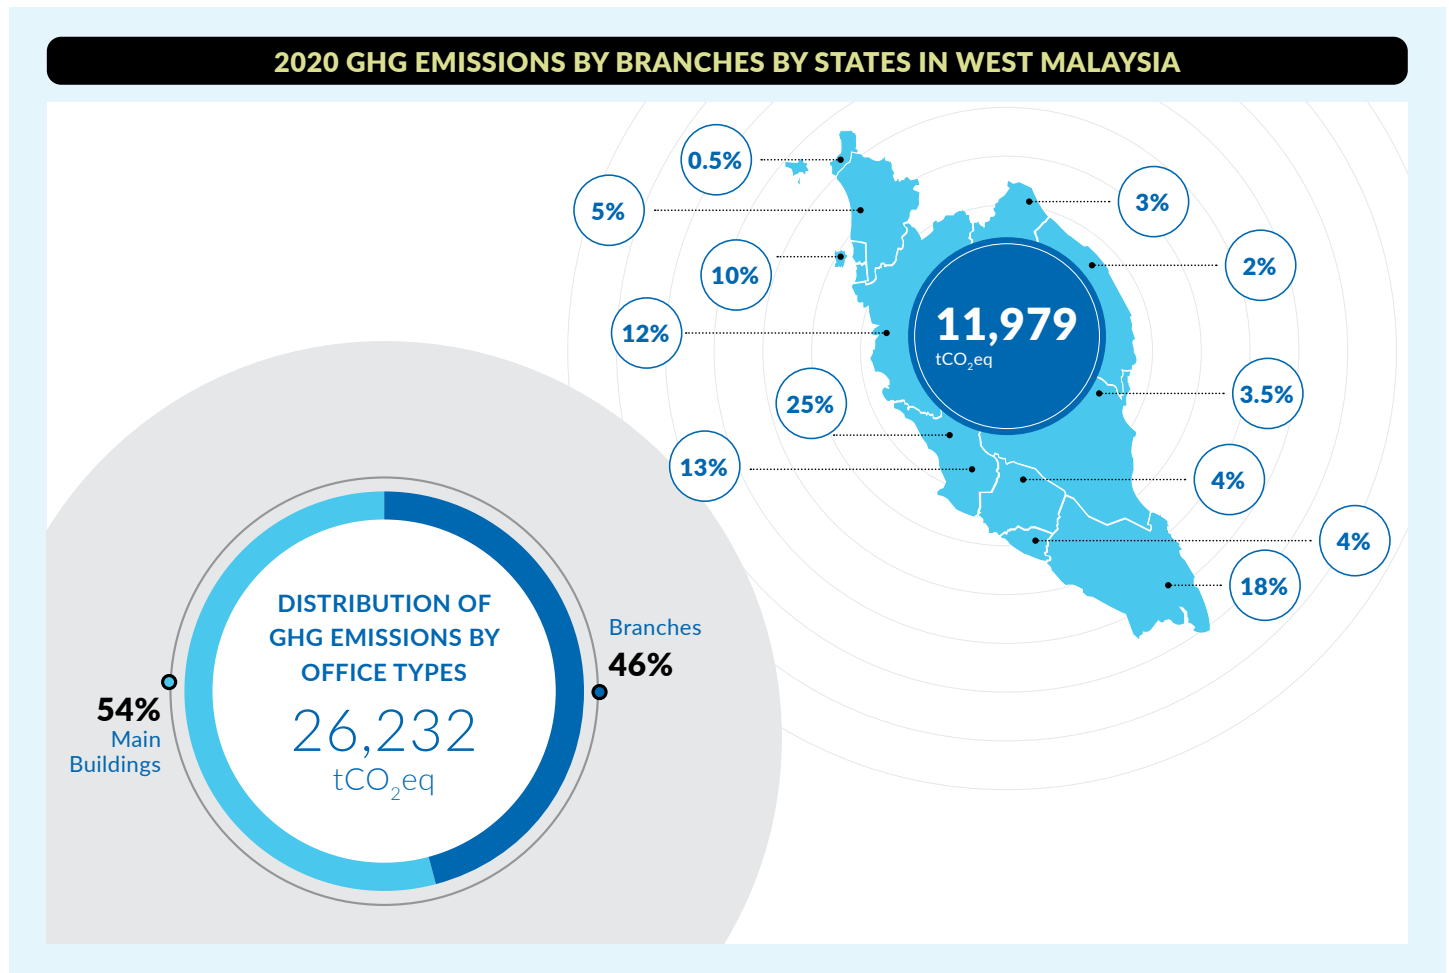 2020 GHG EMISSIONS BY BRANCHES BY STATES IN WEST MALAYSIA
0.5%
5%
10%
12%
25%
13%
3%
2%
3.5%
4%
4%
18%
11,979
tCO₂eq
DISTRIBUTION OF
GHG EMISSIONS BY
OFFICE TYPES
26,232
tCO₂eq
Branches
46%
54%
Main
Buildings